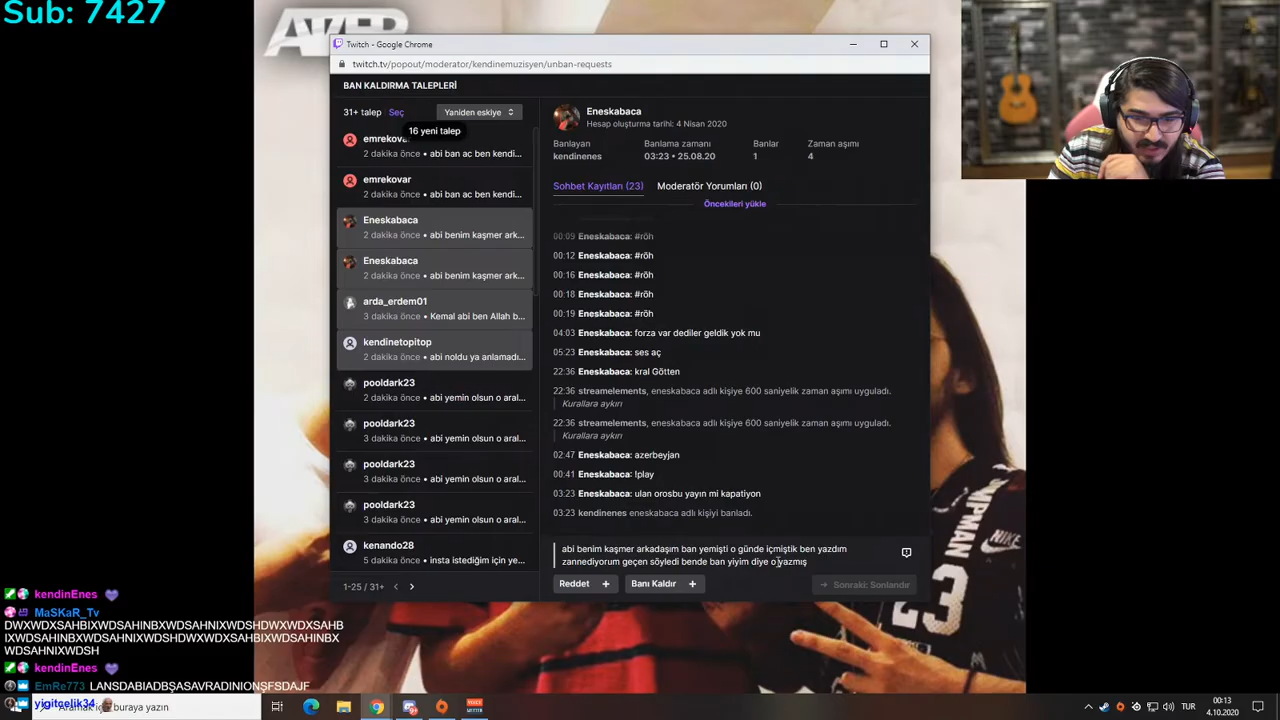 Sub: 7427
Twitch - Google Chrome
twitch.tv/popout/moderator/kendinemuzisyen/unban-requests
BAN KALDIRMA TALEPLERİ
31+ talep Seç
Yeniden eskiye
16 yeni talep
emrekovar
2 dakika önce • abi ban ac ben kendi...
emrekovar
2 dakika önce • abi ban ac ben kendi...
Eneskabaca
2 dakika önce • abi benim kaşmer ark...
Eneskabaca
2 dakika önce • abi benim kaşmer ark...
arda_erdem01
3 dakika önce • Kemal abi ben Allah b...
kendinetopitop
2 dakika önce • abi noldu ya anlamadı...
pooldark23
2 dakika önce • abi yemin olsun o aral...
pooldark23
3 dakika önce • abi yemin olsun o aral...
pooldark23
3 dakika önce • abi yemin olsun o aral...
pooldark23
3 dakika önce • abi yemin olsun o aral...
kenando28
5 dakika önce • insta istediğim için ye...
1-25 / 31+
Eneskabaca
Hesap oluşturma tarihi: 4 Nisan 2020
Banlayan Banlama zamanı Banlar Zaman aşımı
kendinenes 03:23 • 25.08.20 1 4
Sohbet Kayıtları (23) Moderatör Yorumları (0)
Öncekileri yükle
00:09 Eneskabaca: #röh
00:12 Eneskabaca: #röh
00:16 Eneskabaca: #röh
00:18 Eneskabaca: #röh
00:19 Eneskabaca: #röh
04:03 Eneskabaca: forza var dediler geldik yok mu
05:23 Eneskabaca: ses aç
22:36 Eneskabaca: kral Götten
22:36 streamelements, eneskabaca adlı kişiye 600 saniyelik zaman aşımı uyguladı.
Kurallara aykırı
22:36 streamelements, eneskabaca adlı kişiye 600 saniyelik zaman aşımı uyguladı.
Kurallara aykırı
02:47 Eneskabaca: azerbeyjan
00:41 Eneskabaca: !play
03:23 Eneskabaca: ulan orosbu yayın mi kapatiyon
03:23 kendinenes eneskabaca adlı kişiyi banladı.
abi benim kaşmer arkadaşım ban yemişti o günde içmiştik ben yazdım
zannediyorum geçen söyledi bende ban yiyim diye o yazmış
Reddet + Banı Kaldır + → Sonraki: Sonlandır
kendinEnes
MaSKaR_Tv
DWXWDXSAHBIXWDSAHINBXWDSAHNIXWDSHDWXWDXSAHB
IXWDSAHINBXWDSAHNIXWDSHDWXWDXSAHBIXWDSAHINBX
WDSAHNIXWDSH
kendinEnes
EmRe773 LANSDABIADBŞASAVRADINIONŞFSDAJF
yigitcelik34
buraya yazın
TUR
00:13
4.10.2020
NIKE